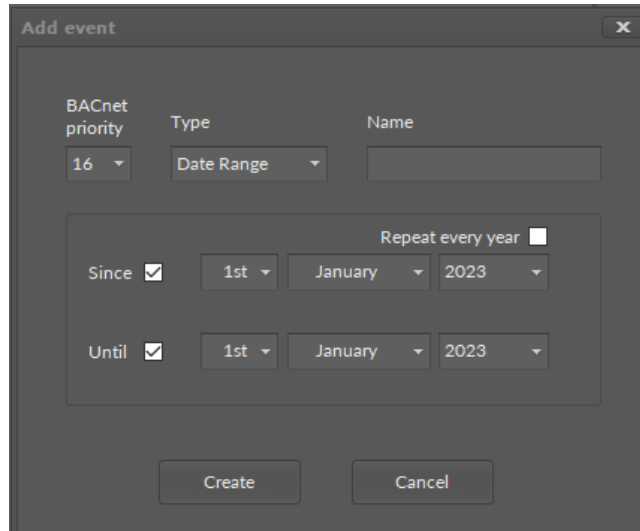 Add event
x
BACnet
priority
Type
Name
16
Date Range
Repeat every year
Since
1st
January
2023
Until
1st
January
2023
Create
Cancel